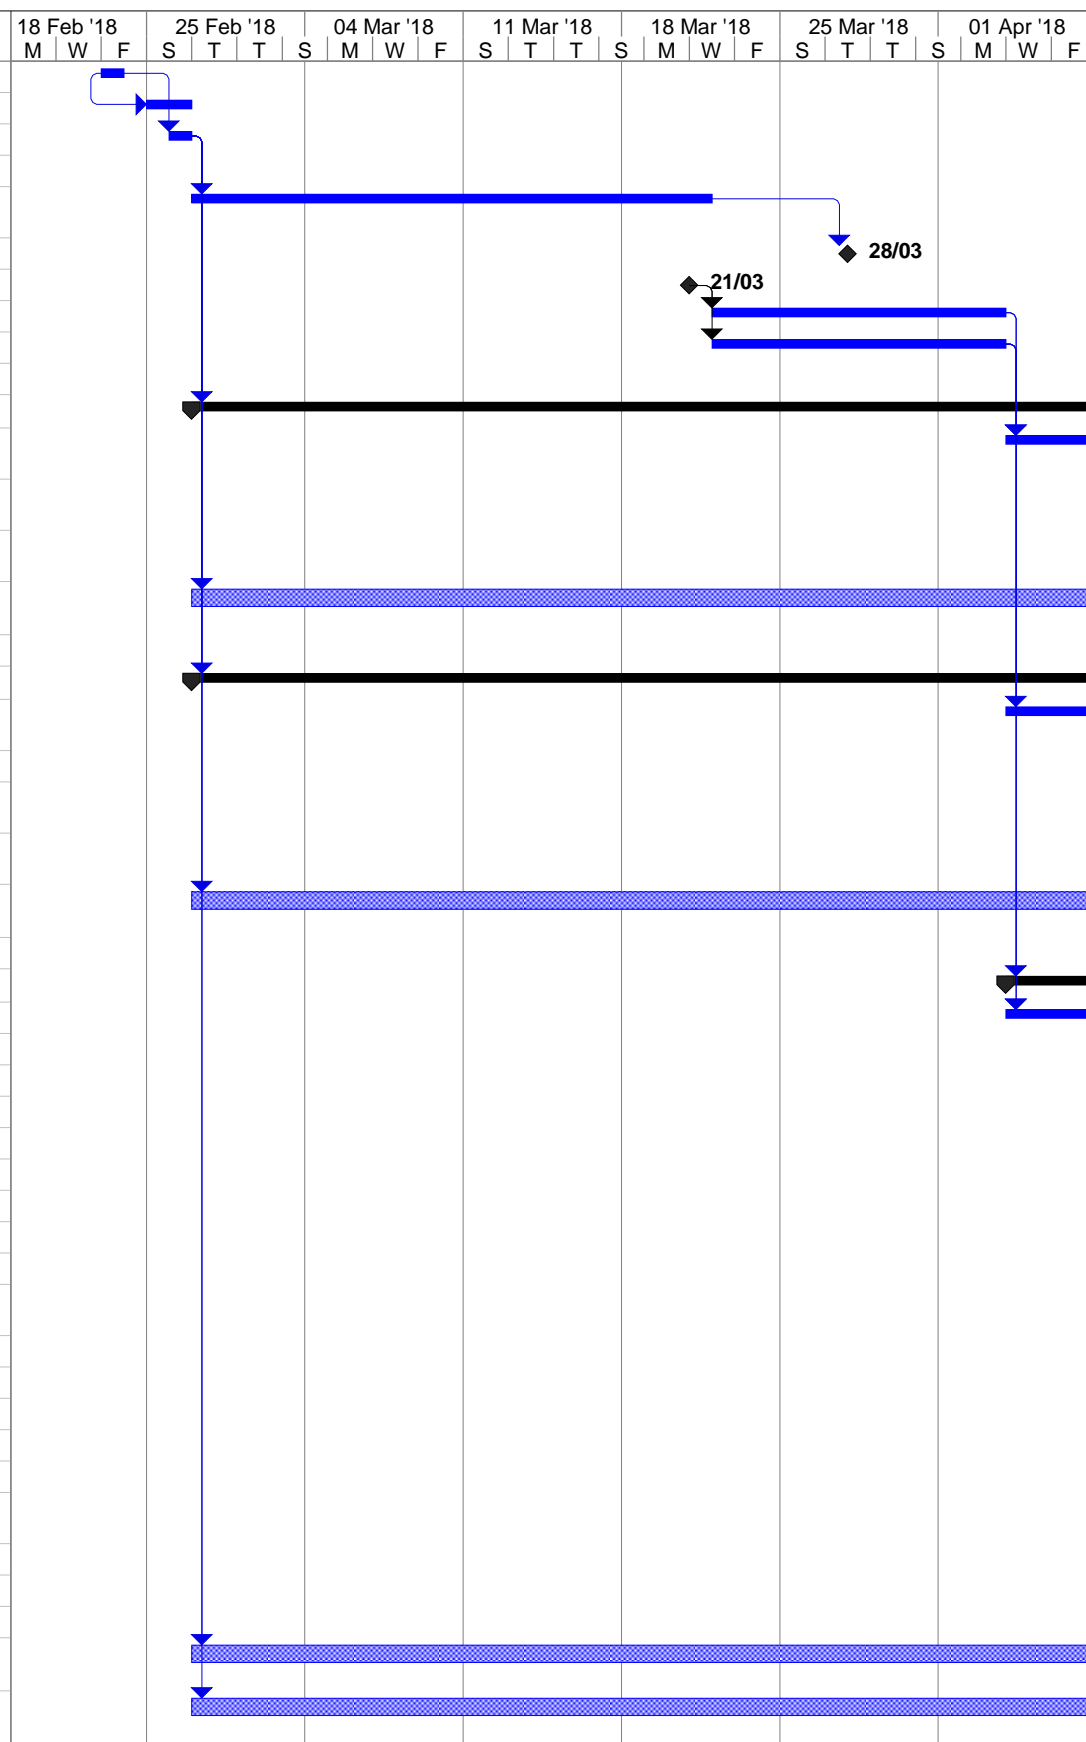 18 Feb '18 25 Feb '18 04 Mar '18 11 Mar '18 18 Mar '18 25 Mar '18 01 Apr '18
M W F S T T S M W F S T T S M W F S T T S M W F
28/03
21/03